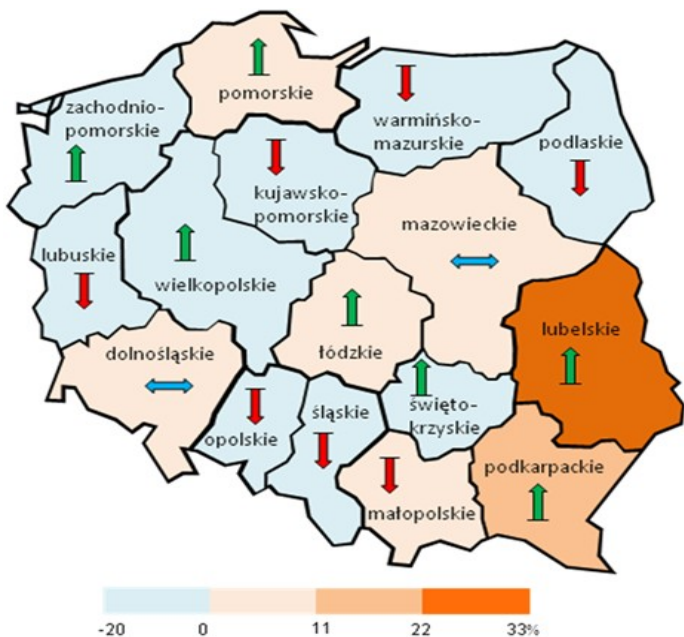 pomorskie
zachodnio-
pomorskie
warmińsko-
mazurskie
podlaskie
kujawsko-
pomorskie
mazowieckie
lubuskie
wielkopolskie
lubelskie
dolnośląskie
łódzkie
śląskie
święto-
krzyskie
opolskie
podkarpackie
małopolskie
-20 0 11 22 33%